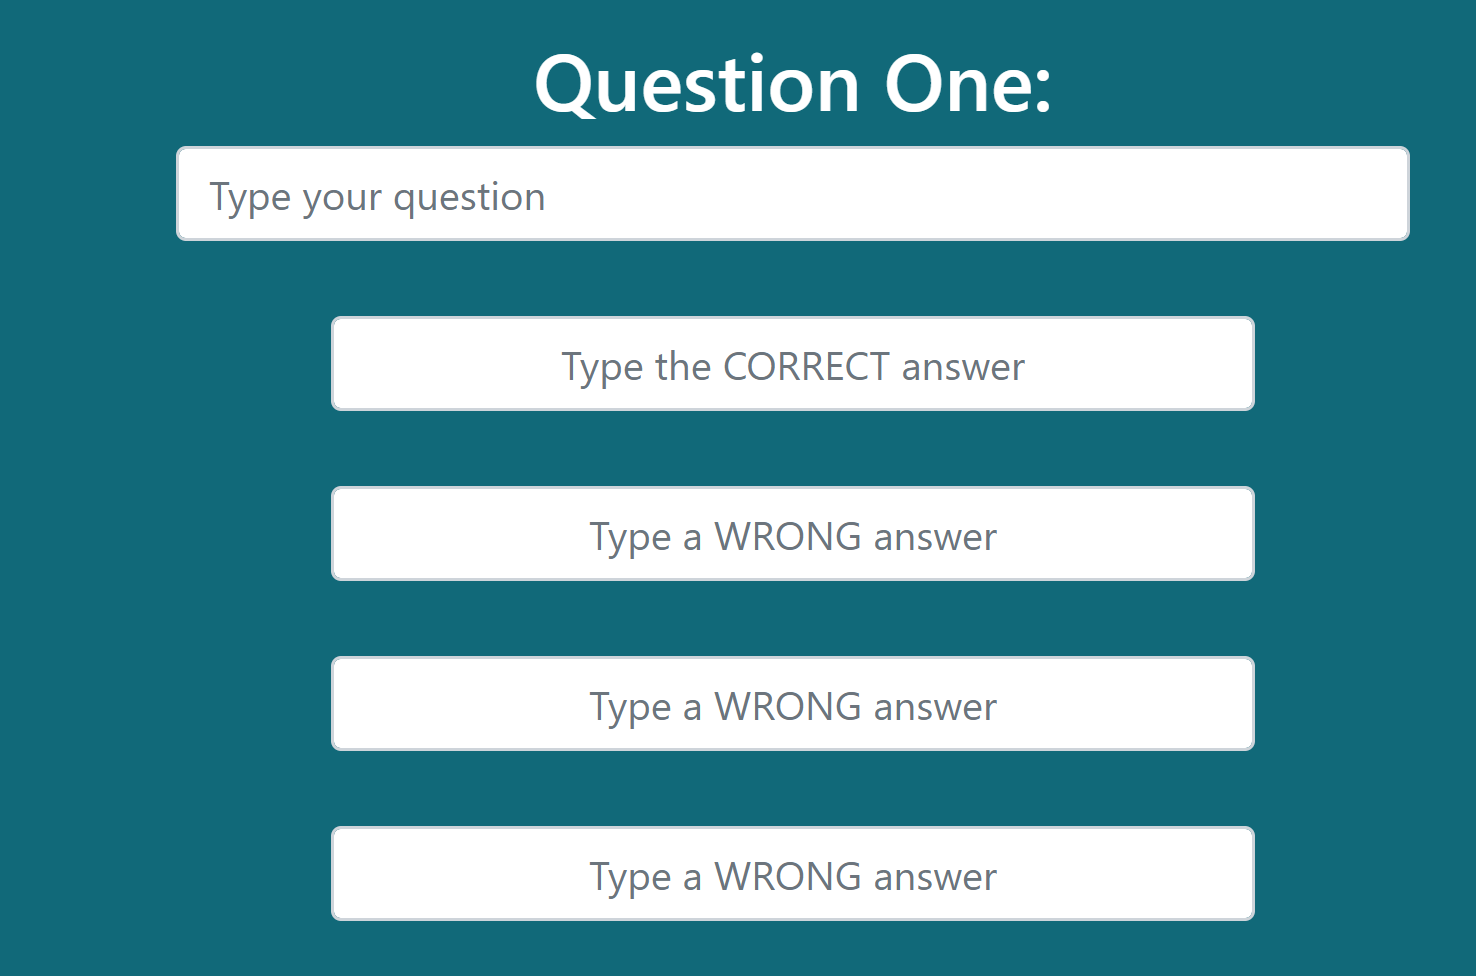 Question One:
Type your question
Type the CORRECT answer
Type a WRONG answer
Type a WRONG answer
Type a WRONG answer